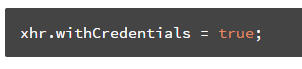 xhr.withCredentials = true;